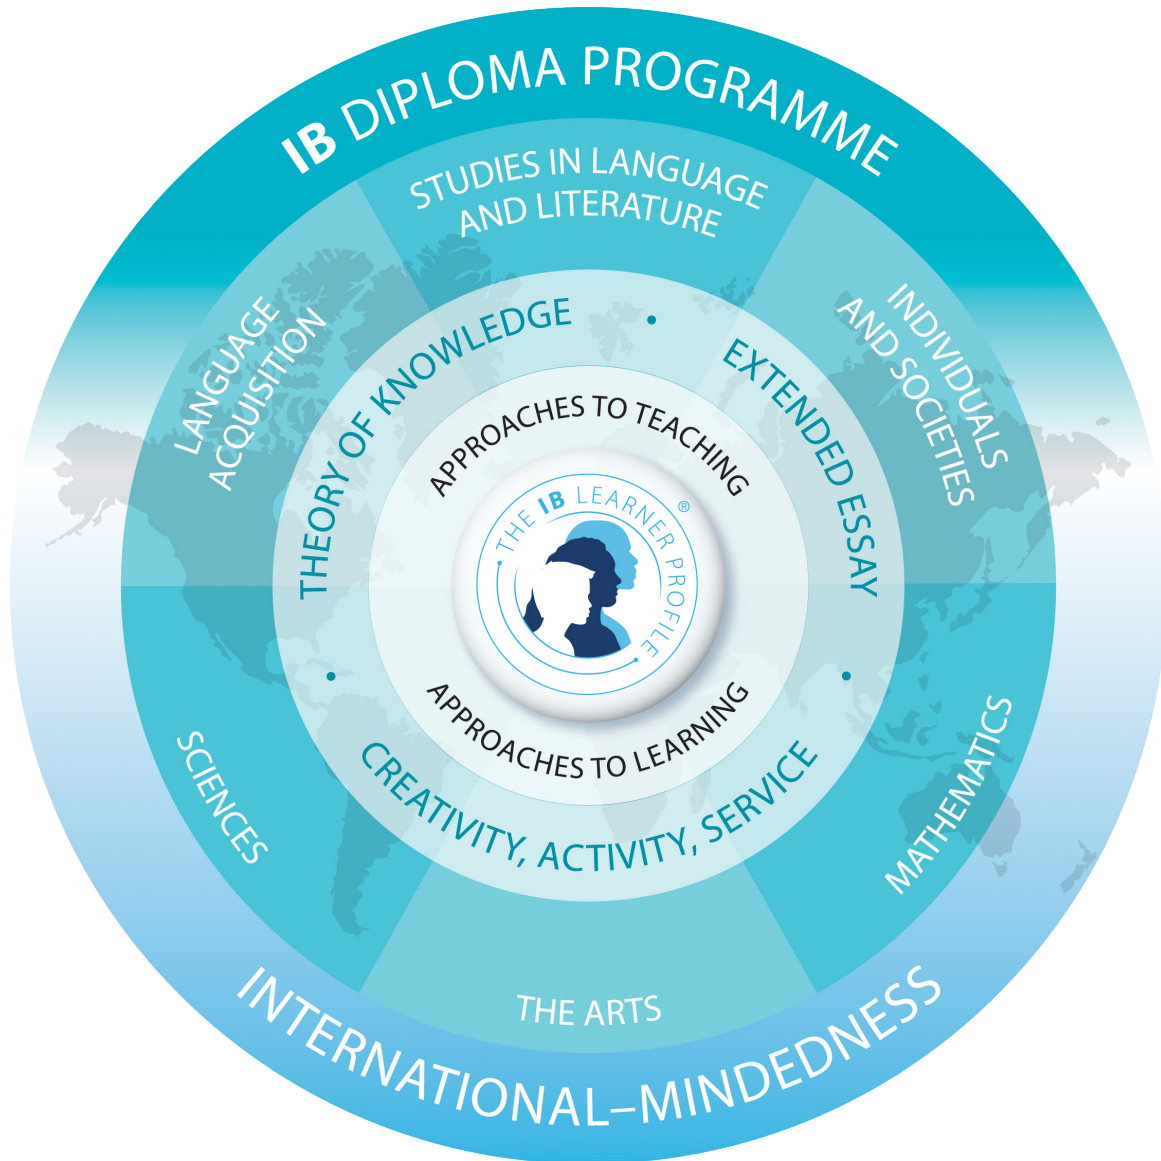 IB DIPLOMA PROGRAMME
STUDIES IN LANGUAGE
AND LITERATURE
LANGUAGE
ACQUISITION
INDIVIDUALS
AND SOCIETIES
THEORY OF KNOWLEDGE
•
EXTENDED ESSAY
•
APPROACHES TO TEACHING
THE IB LEARNER PROFILE
®
APPROACHES TO LEARNING
•
CREATIVITY, ACTIVITY, SERVICE
SCIENCES
MATHEMATICS
THE ARTS
INTERNATIONAL–MINDEDNESS